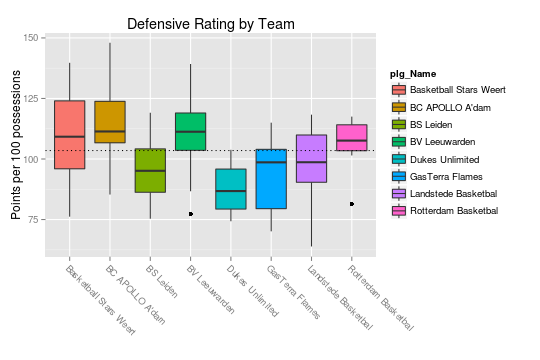 Defensive Rating by Team
Points per 100 possessions
150
125
100
75
Basketball Stars Weert
BC APOLLO A'dam
BS Leiden
BV Leeuwarden
Dukes Unlimited
GasTerra Flames
Landstede Basketbal
Rotterdam Basketbal
plg_Name
Basketball Stars Weert
BC APOLLO A'dam
BS Leiden
BV Leeuwarden
Dukes Unlimited
GasTerra Flames
Landstede Basketbal
Rotterdam Basketbal